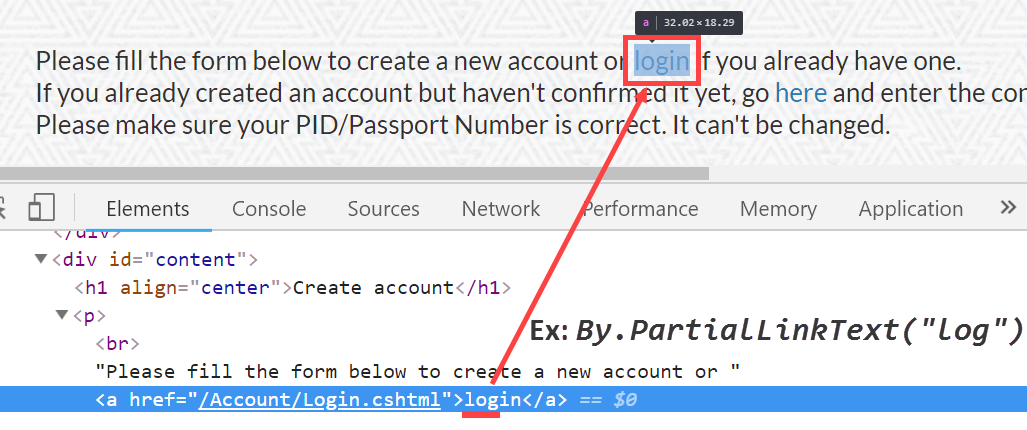 a | 32.02×18.29
Please fill the form below to create a new account or login if you already have one.
If you already created an account but haven't confirmed it yet, go here and enter the con
Please make sure your PID/Passport Number is correct. It can't be changed.
Elements Console Sources Network Performance Memory Application »
</div>
▼<div id="content">
<h1 align="center">Create account</h1>
▼<p>
Ex: By.PartialLinkText("log")
<br>
"Please fill the form below to create a new account or "
<a href="/Account/Login.cshtml">login</a> == $0